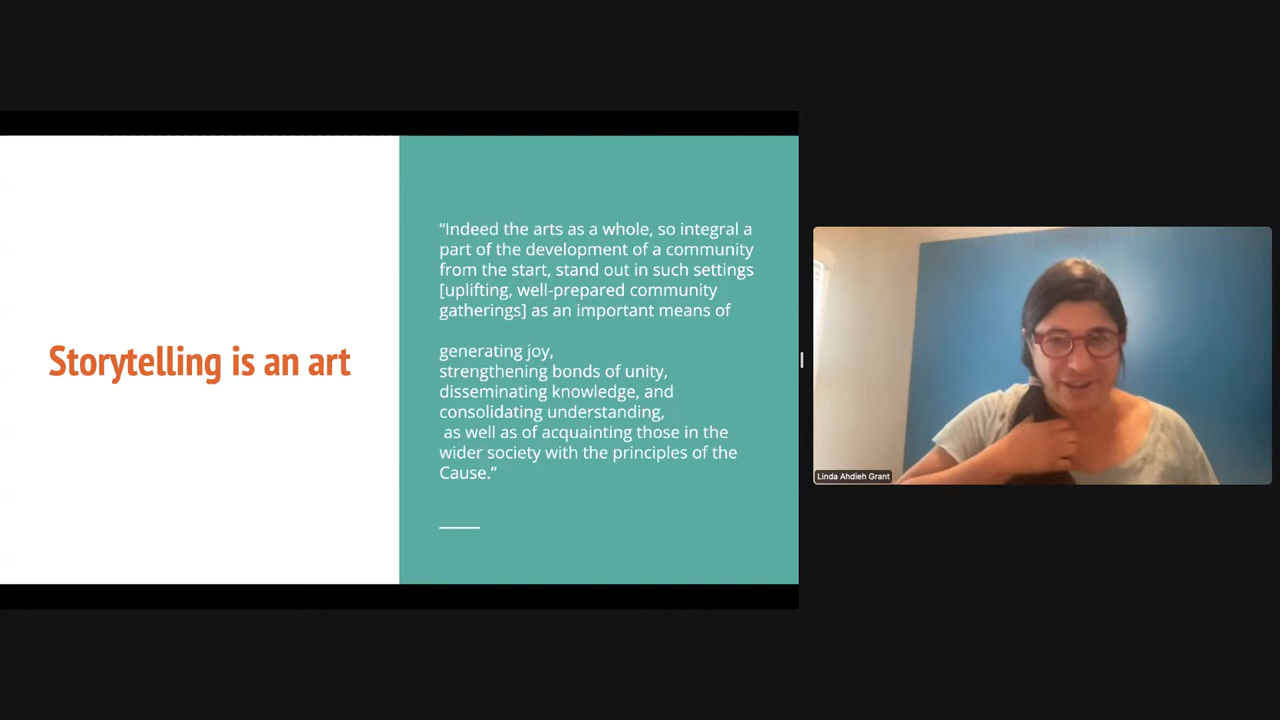 Storytelling is an art
“Indeed the arts as a whole, so integral a
part of the development of a community
from the start, stand out in such settings
[uplifting, well-prepared community
gatherings] as an important means of
generating joy,
strengthening bonds of unity,
disseminating knowledge, and
consolidating understanding,
as well as of acquainting those in the
wider society with the principles of the
Cause.”
Linda Ahdieh Grant